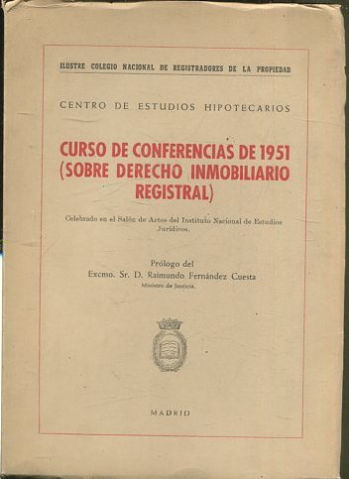 ILUSTRE COLEGIO NACIONAL DE REGISTRADORES DE LA PROPIEDAD
CENTRO DE ESTUDIOS HIPOTECARIOS
CURSO DE CONFERENCIAS DE 1951
(SOBRE DERECHO INMOBILIARIO
REGISTRAL)
Celebrado en el Salón de Actos del Instituto Nacional de Estudios
Jurídicos.
Prólogo del
Excmo. Sr. D. Raimundo Fernández Cuesta
Ministro de Justicia.
MADRID